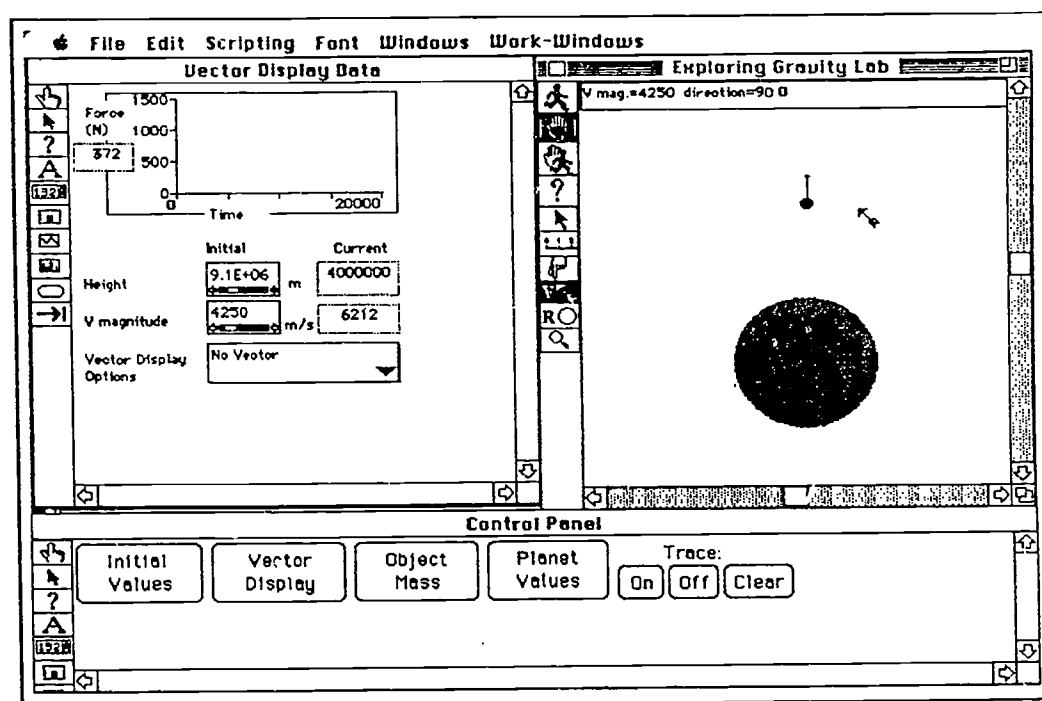 File Edit Scripting Font Windows Work-Windows
Vector Display Data
Force
(N)
372
1500
1000
500
0
0
20000
Time
Initial Current
Height 9.1E+06 m 4000000
V magnitude 4250 m/s 6212
Vector Display
Options
No Vector
Exploring Gravity Lab
V mag.=4250 direction=90
?
A
?
R
Control Panel
Initial
Values
Vector
Display
Object
Mass
Planet
Values
Trace:
On Off Clear
?
A